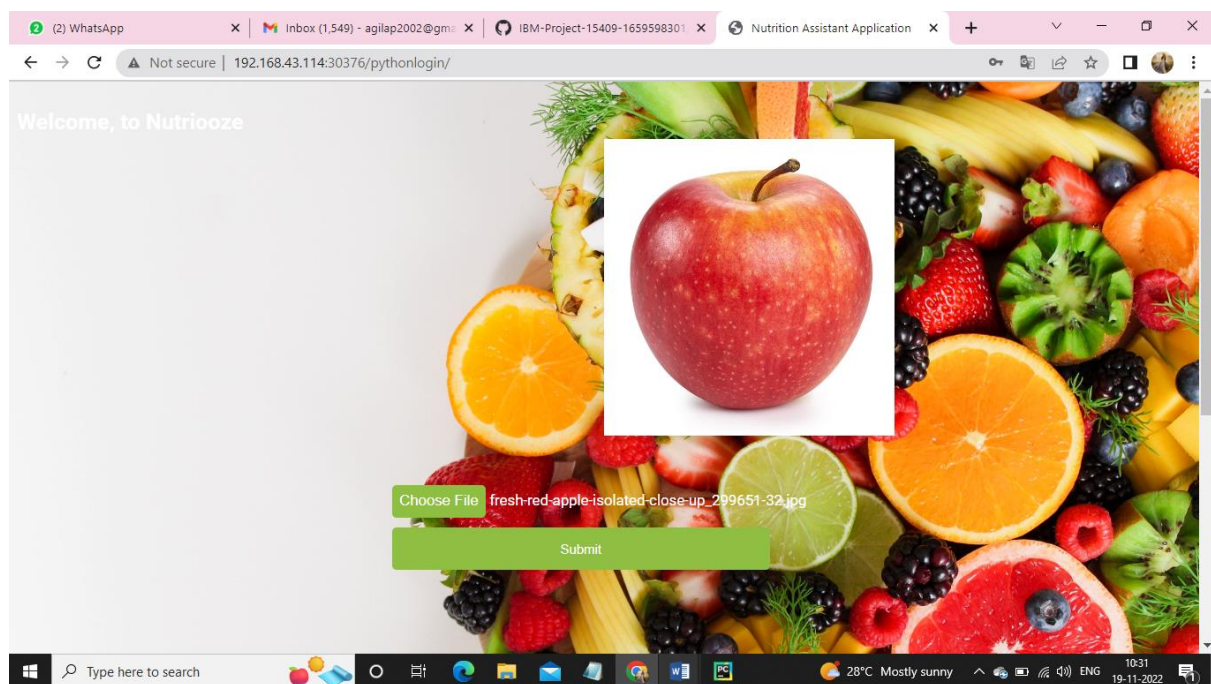 2 (2) WhatsApp
Inbox (1,549) - agilap2002@gma
IBM-Project-15409-1659598301
Nutrition Assistant Application
Not secure | 192.168.43.114:30376/pythonlogin/
Welcome, to Nutriooze
Choose File fresh-red-apple-isolated-close-up_299651-32.jpg
Submit
Type here to search
28°C Mostly sunny
ENG
10:31
19-11-2022